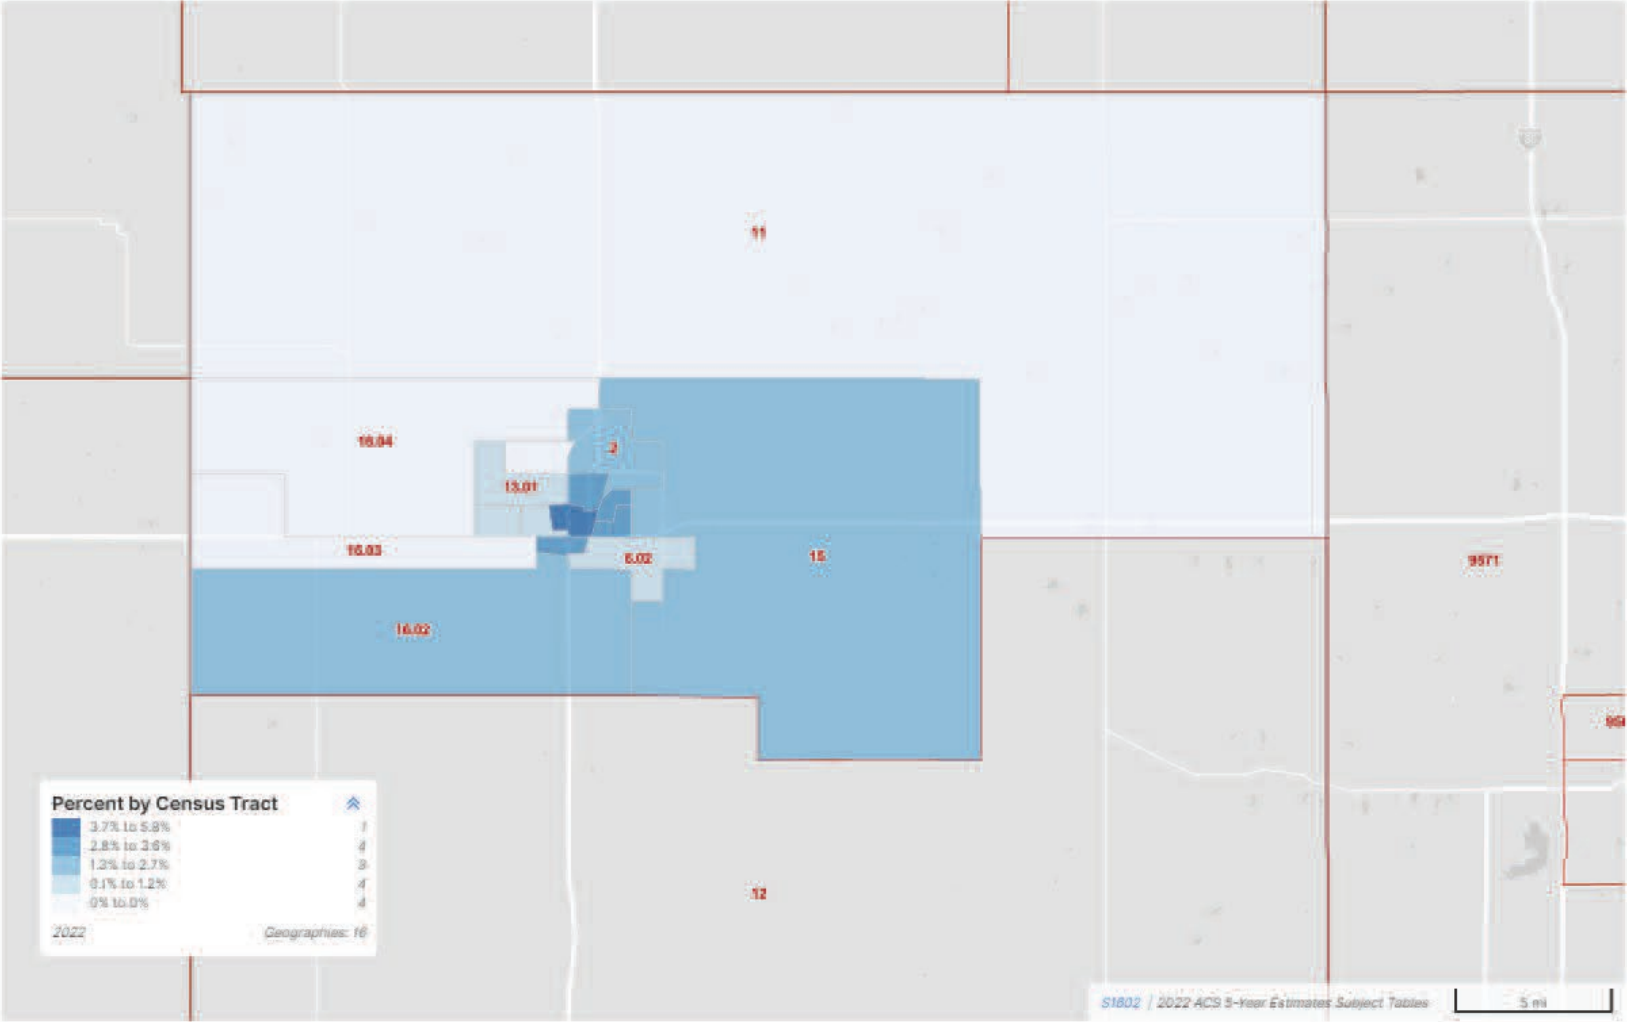 11
16.04
2
13.01
16.03
6.02
15
9571
16.02
Percent by Census Tract
3.7% to 5.8% 1
2.8% to 3.6% 4
1.3% to 2.7% 3
0.1% to 1.2% 4
0% to 0% 4
2022 Geographies: 16
12
S1802 | 2022 ACS 5-Year Estimates Subject Tables
5 mi